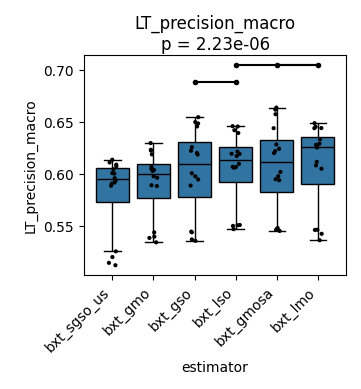 LT_precision_macro
p = 2.23e-06
0.70
0.65
0.60
0.55
LT_precision_macro
bxt_sgso_us
bxt_gmo
bxt_gso
bxt_lso
bxt_gmosa
bxt_lmo
estimator